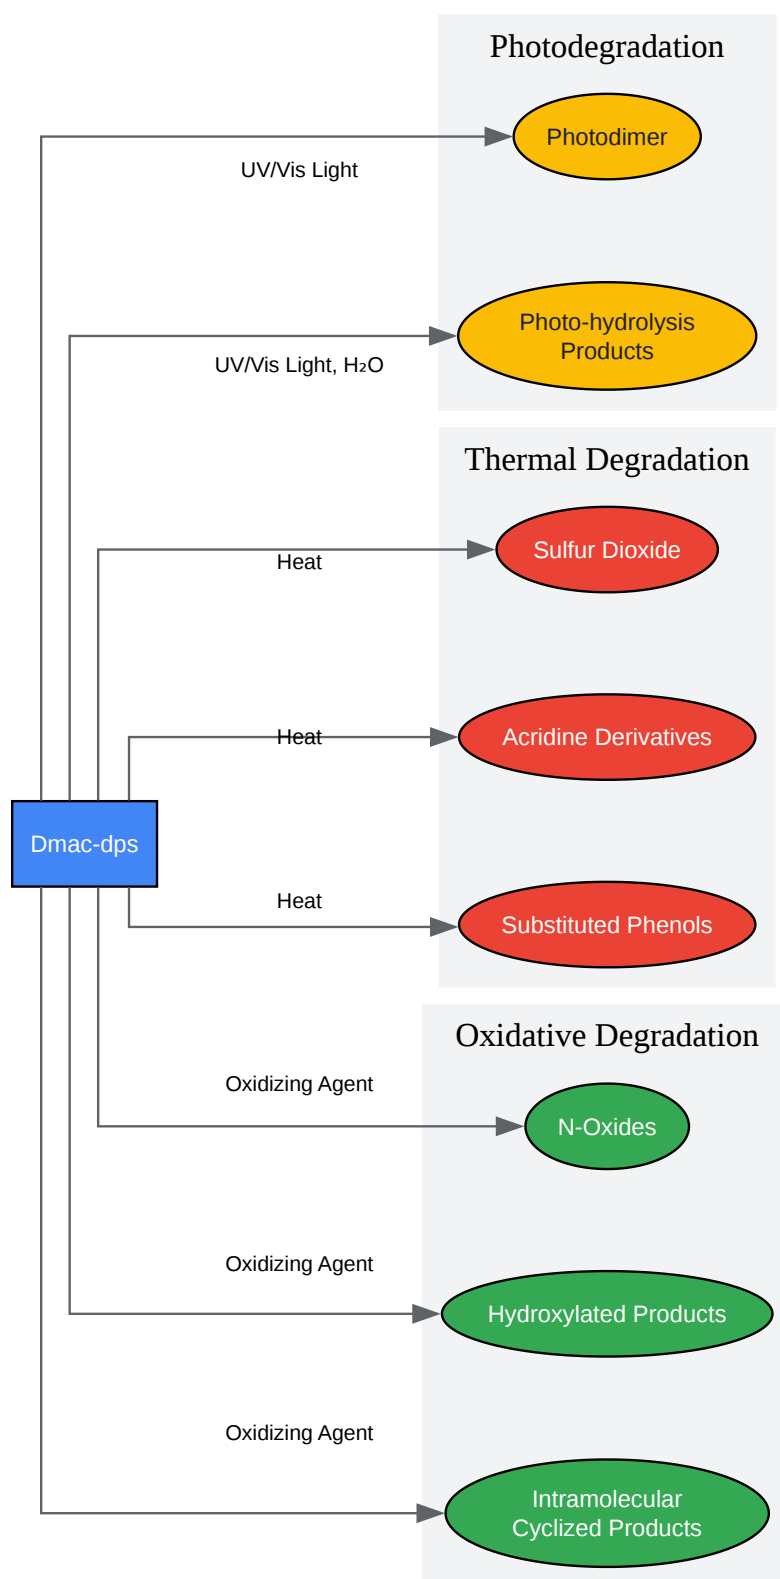 Photodegradation
Photodimer
UV/Vis Light
Photo-hydrolysis
Products
UV/Vis Light, H₂O
Thermal Degradation
Sulfur Dioxide
Heat
Acridine Derivatives
Heat
Dmac-dps
Heat
Substituted Phenols
Oxidative Degradation
Oxidizing Agent
N-Oxides
Oxidizing Agent
Hydroxylated Products
Oxidizing Agent
Intramolecular
Cyclized Products